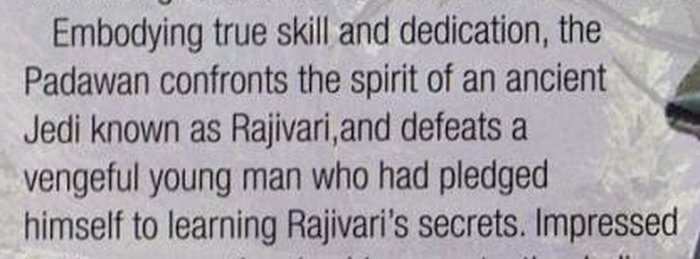 Embodying true skill and dedication, the
Padawan confronts the spirit of an ancient
Jedi known as Rajivari,and defeats a
vengeful young man who had pledged
himself to learning Rajivari's secrets. Impressed